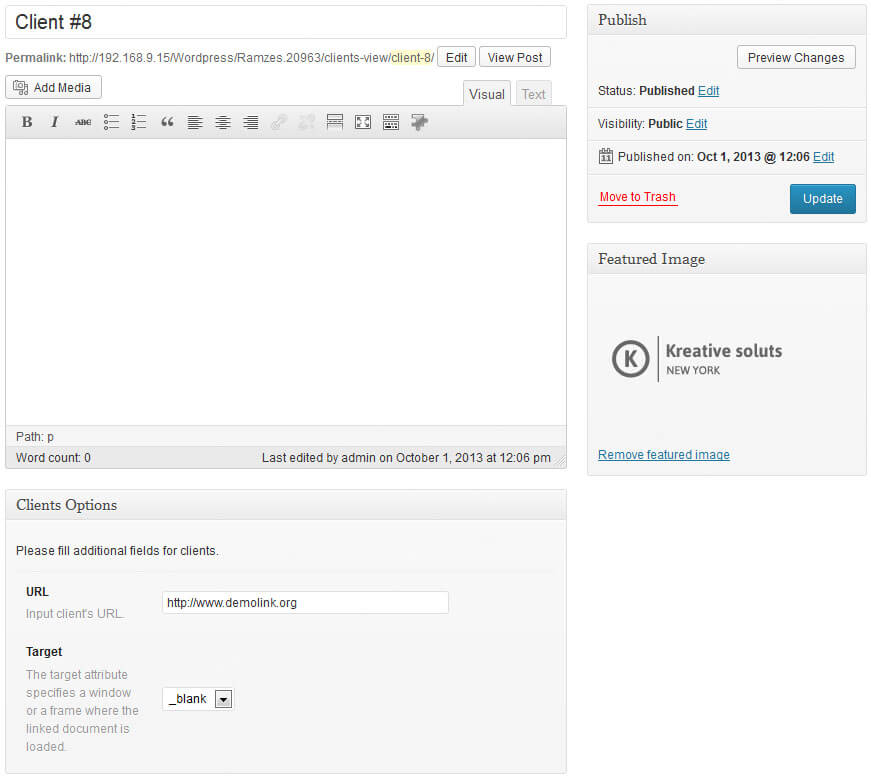 Client #8
Permalink: http://192.168.9.15/Wordpress/Ramzes.20963/clients-view/client-8/ Edit View Post
Add Media
Visual Text
B I ABC
Path: p
Word count: 0 Last edited by admin on October 1, 2013 at 12:06 pm
Clients Options
Please fill additional fields for clients.
URL
Input client's URL.
http://www.demolink.org
Target
The target attribute
specifies a window
or a frame where the
linked document is
loaded.
_blank
Publish
Preview Changes
Status: Published Edit
Visibility: Public Edit
11 Published on: Oct 1, 2013 @ 12:06 Edit
Move to Trash Update
Featured Image
K Kreative soluts
NEW YORK
Remove featured image